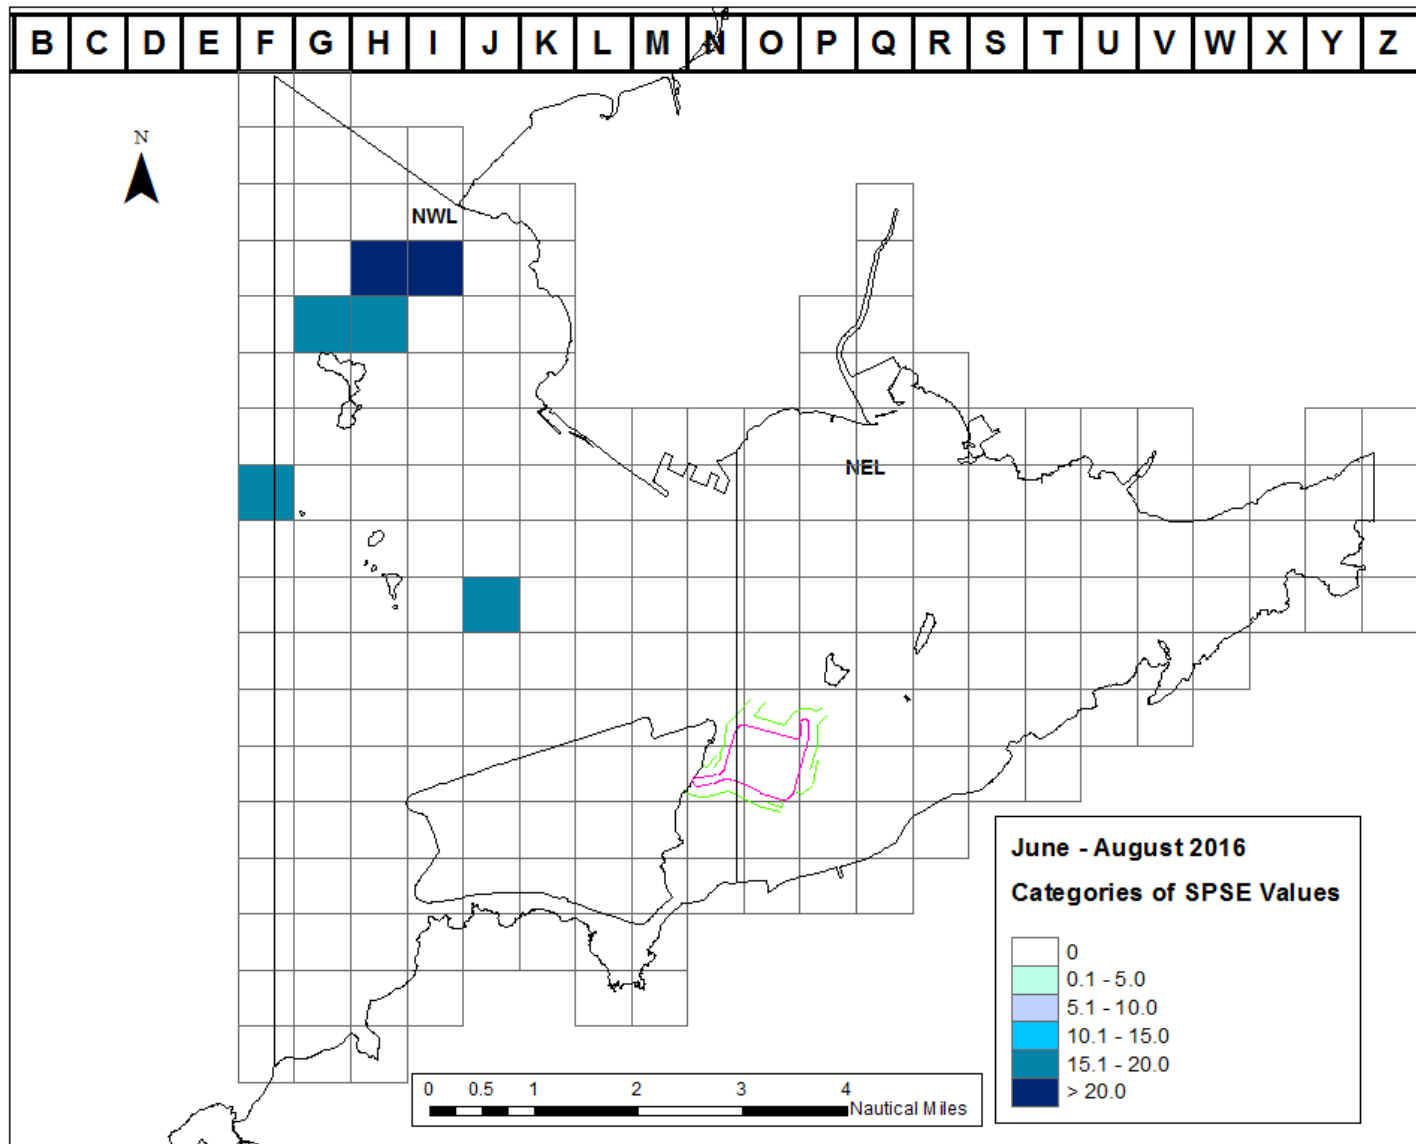 B C D E F G H I J K L M N O P Q R S T U V W X Y Z
N
NWL
NEL
June - August 2016
Categories of SPSE Values
0
0.1 - 5.0
5.1 - 10.0
10.1 - 15.0
15.1 - 20.0
> 20.0
0 0.5 1 2 3 4
Nautical Miles